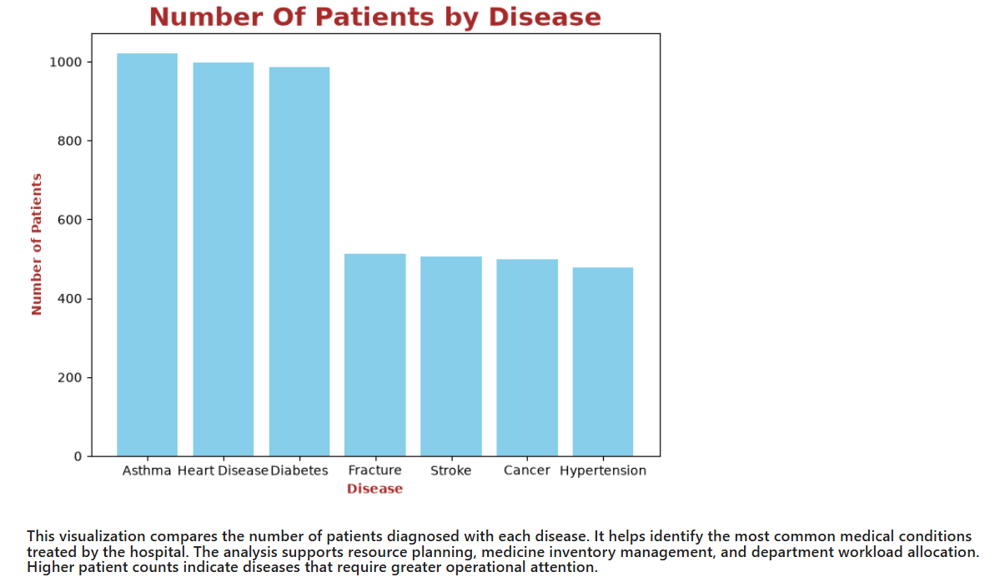 Number Of Patients by Disease
1000
800
600
400
200
0
Number of Patients
Asthma Heart Disease Diabetes Fracture Stroke Cancer Hypertension
Disease
This visualization compares the number of patients diagnosed with each disease. It helps identify the most common medical conditions
treated by the hospital. The analysis supports resource planning, medicine inventory management, and department workload allocation.
Higher patient counts indicate diseases that require greater operational attention.